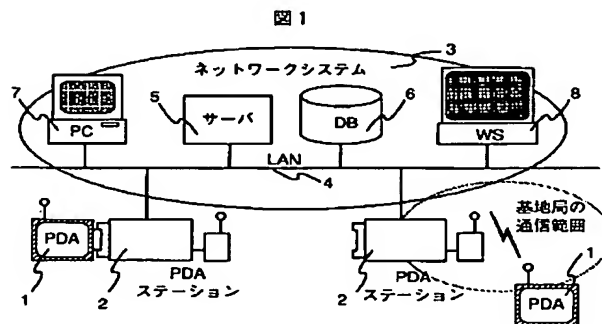 図1
3
ネットワークシステム
7
PC
5
サーバ
DB
6
WS
8
LAN
4
PDA
1
2
PDA
ステーション
2
PDA
ステーション
基地局の
通信範囲
1
PDA